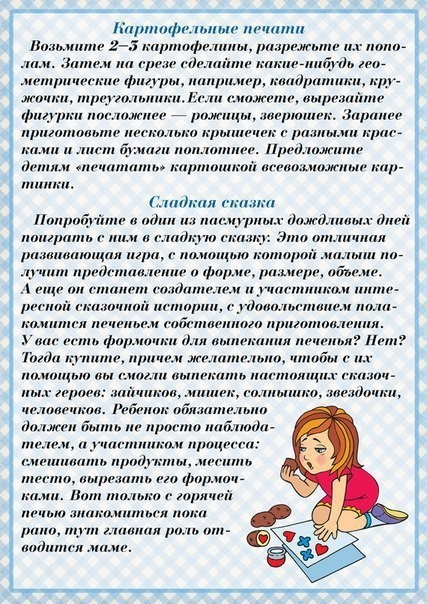 Картофельные печати
Возьмите 2–3 картофелины, разрежьте их попо-
лам. Затем на срезе сделайте какие-нибудь гео-
метрические фигуры, например, квадратики, кру-
жочки, треугольники.Если сможете, вырезайте
фигурки посложнее — рожицы, зверюшек. Заранее
приготовьте несколько крышечек с разными крас-
ками и лист бумаги поплотнее. Предложите
детям «печатать» картошкой всевозможные кар-
тинки.
Сладкая сказка
Попробуйте в один из пасмурных дождливых дней
поиграть с ним в сладкую сказку. Это отличная
развивающая игра, с помощью которой малыш по-
лучит представление о форме, размере, объеме.
А еще он станет создателем и участником инте-
ресной сказочной истории, с удовольствием пола-
комится печеньем собственного приготовления.
У вас есть формочки для выпекания печенья? Нет?
Тогда купите, причем желательно, чтобы с их
помощью вы смогли выпекать настоящих сказоч-
ных героев: зайчиков, мишек, солнышко, звездочки,
человечков. Ребенок обязательно
должен быть не просто наблюда-
телем, а участником процесса:
смешивать продукты, месить
тесто, вырезать его формоч-
ками. Вот только с горячей
печью знакомиться пока
рано, тут главная роль от-
водится маме.